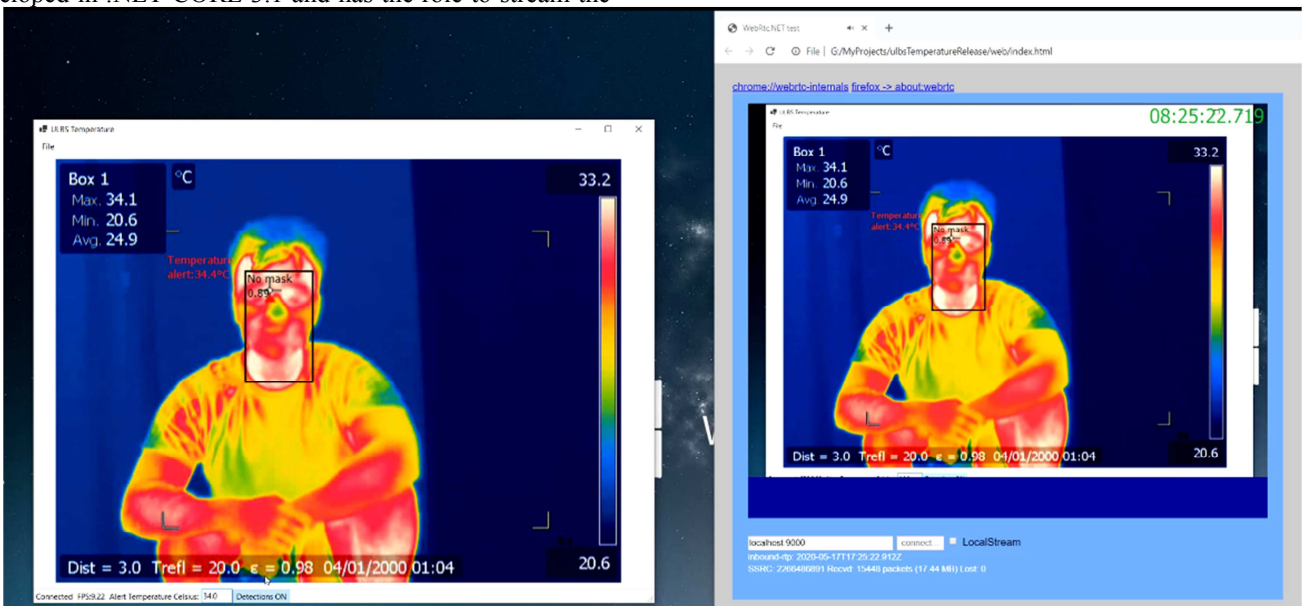 eloped in .NET CORE 3.1 and has the role to stream the
ULBS Temperature
File
Box 1
°C
Max. 34.1
Min. 20.6
Avg. 24.9
33.2
Temperature
alert:34.4°C
No mask
0.89
Dist = 3.0 Trefl = 20.0 ε = 0.98 04/01/2000 01:04
20.6
Connected FPS:9.22 Alert Temperature Celsius: 34.0 Detections ON
WebRtc.NET test
File | G:/MyProjects/ulbsTemperatureRelease/web/index.html
chrome://webrtc-internals firefox -> about:webrtc
ULBS Temperature
08:25:22.719
File
Box 1
°C
Max. 34.1
Min. 20.6
Avg. 24.9
33.2
Temperature
alert:34.4°C
No mask
0.89
Dist = 3.0 Trefl = 20.0 ε = 0.98 04/01/2000 01:04
20.6
localhost:9000
connect...
LocalStream
inbound-rtp: 2020-05-17T17:25:22.912Z
SSRC: 2266486891 Recvd: 15448 packets (17.44 MB) Lost: 0